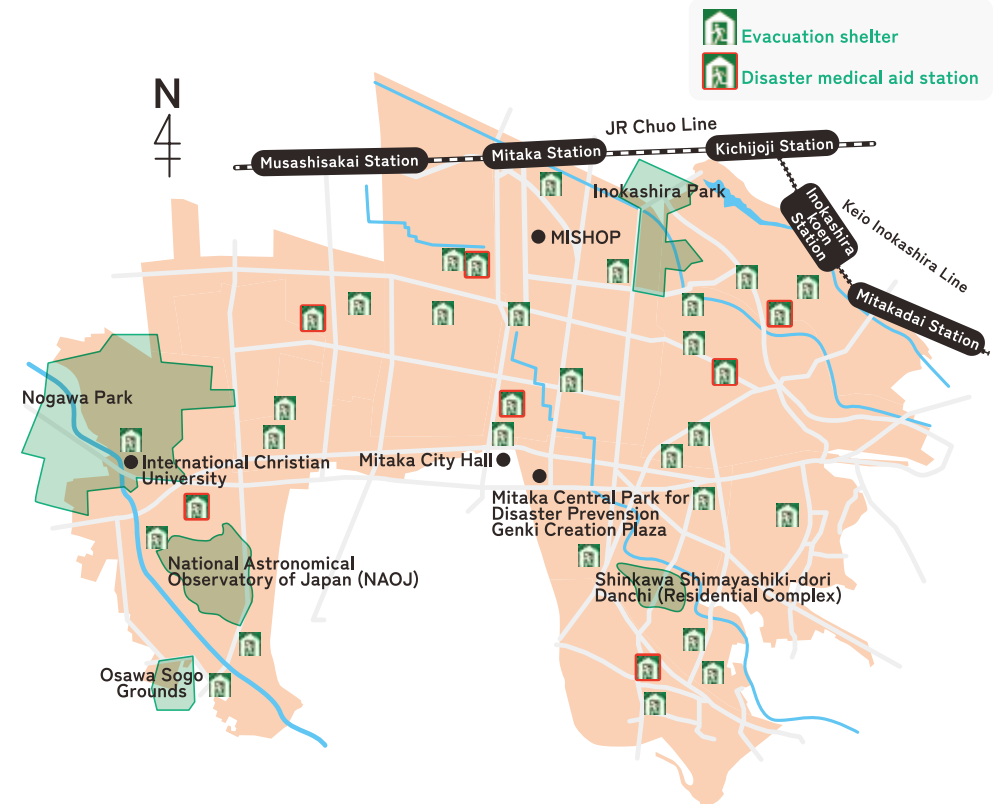 Evacuation shelter
Disaster medical aid station
N
JR Chuo Line
Musashisakai Station
Mitaka Station
Kichijoji Station
Inokashira Park
Inokashira
koen
Station
Keio Inokashira Line
MISHOP
Mitakadai Station
Nogawa Park
International Christian
University
Mitaka City Hall
Mitaka Central Park for
Disaster Prevension
Genki Creation Plaza
National Astronomical
Observatory of Japan (NAOJ)
Shinkawa Shimayashiki-dori
Danchi (Residential Complex)
Osawa Sogo
Grounds